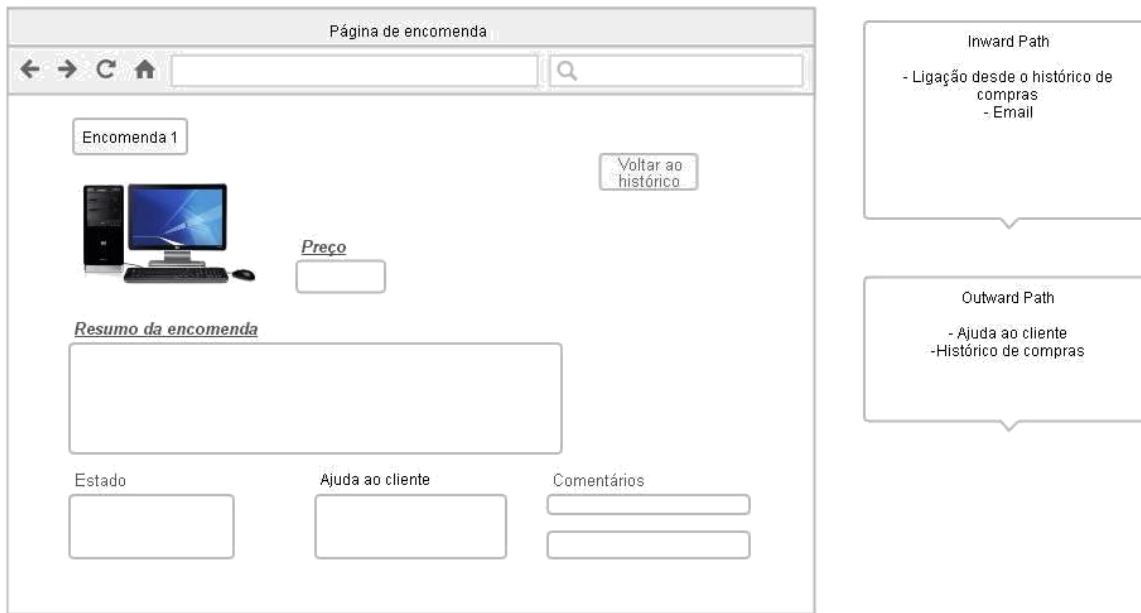 Página de encomenda
Encomenda 1
Voltar ao
histórico
Preço
Resumo da encomenda
Estado
Ajuda ao cliente
Comentários
Inward Path
- Ligação desde o histórico de
compras
- Email
Outward Path
- Ajuda ao cliente
-Histórico de compras